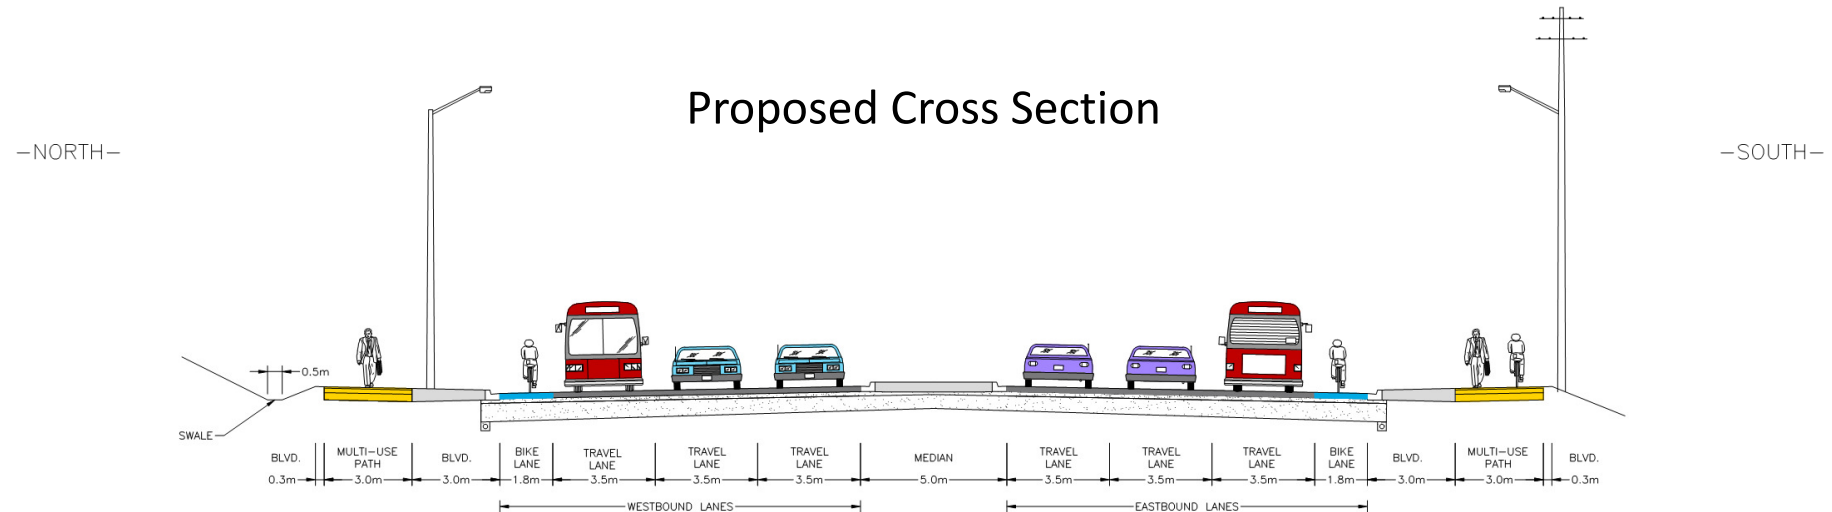 Proposed Cross Section
—NORTH—
—SOUTH—
0.5m
SWALE
BLVD.
0.3m
MULTI-USE
PATH
3.0m
BLVD.
3.0m
BIKE
LANE
1.8m
TRAVEL
LANE
3.5m
TRAVEL
LANE
3.5m
TRAVEL
LANE
3.5m
MEDIAN
5.0m
TRAVEL
LANE
3.5m
TRAVEL
LANE
3.5m
TRAVEL
LANE
3.5m
BIKE
LANE
1.8m
BLVD.
3.0m
MULTI-USE
PATH
3.0m
BLVD.
0.3m
WESTBOUND LANES
EASTBOUND LANES